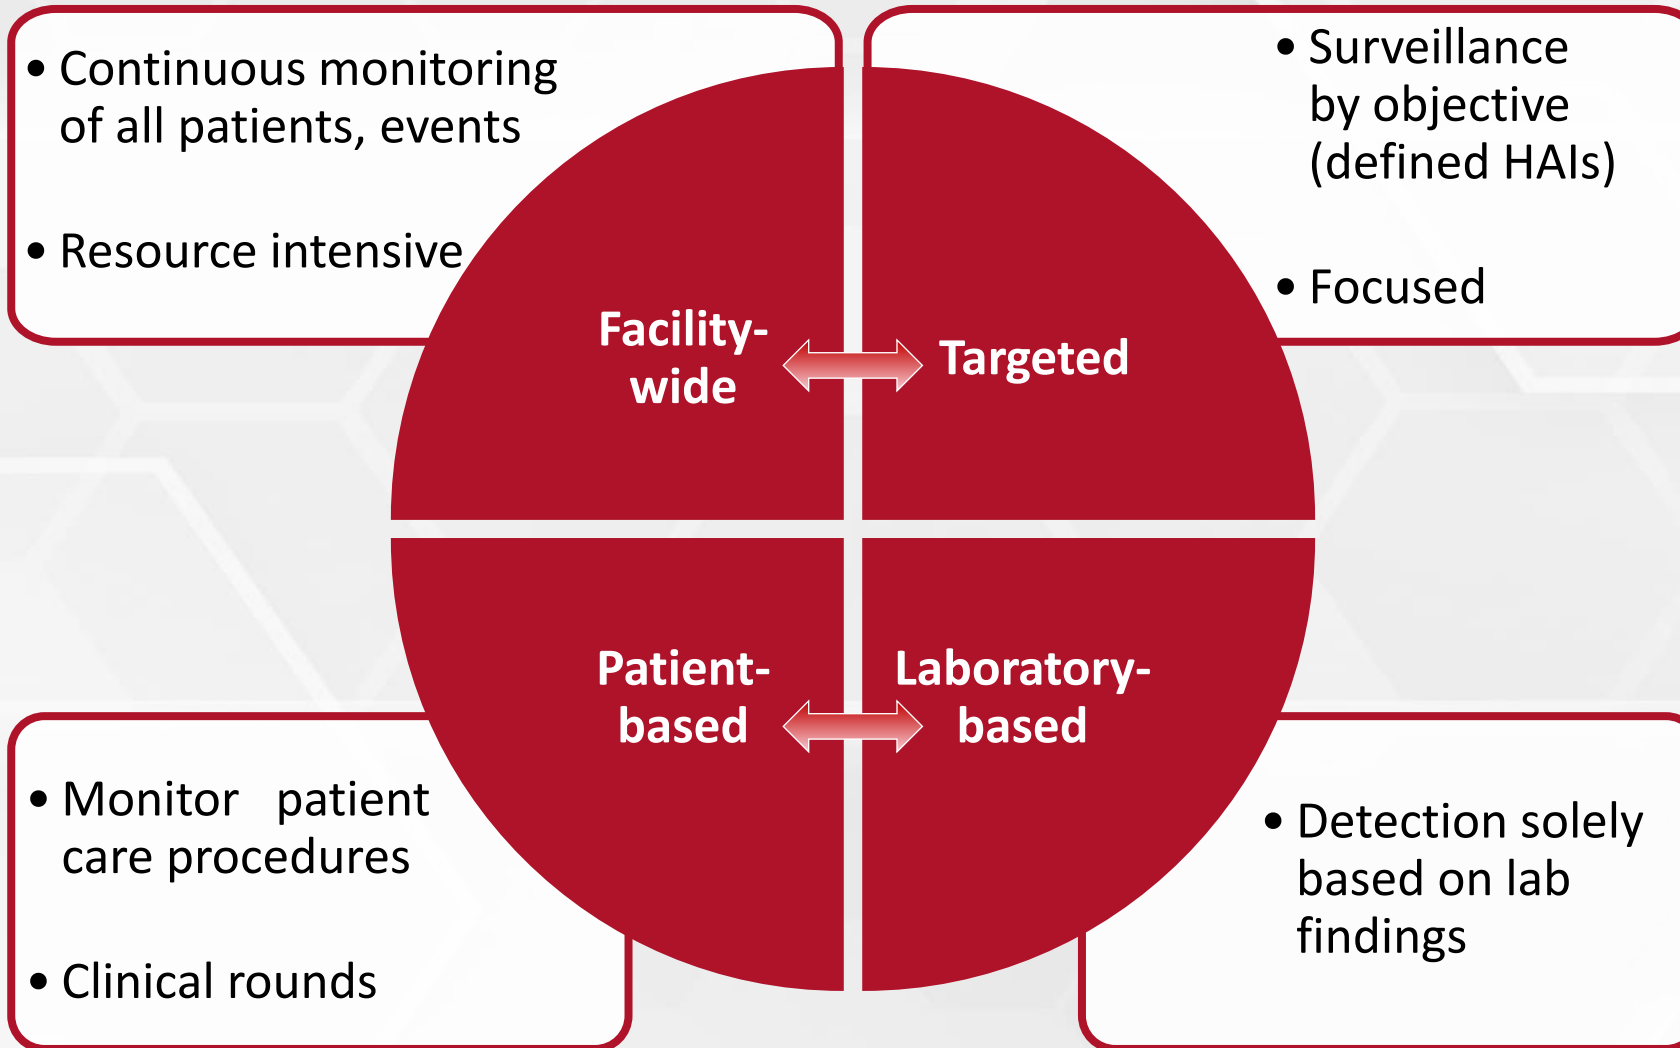 • Continuous monitoring
of all patients, events
• Resource intensive
• Surveillance
by objective
(defined HAIs)
• Focused
Facility-
wide
Targeted
Patient-
based
Laboratory-
based
• Monitor patient
care procedures
• Clinical rounds
• Detection solely
based on lab
findings